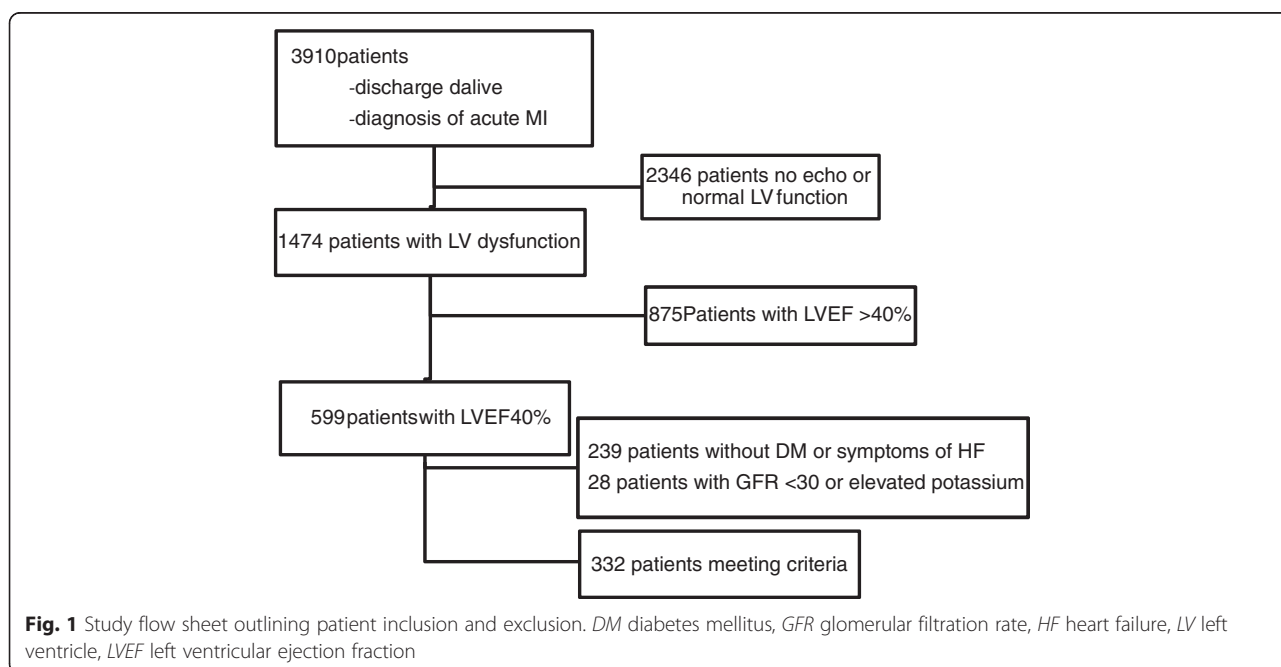 3910patients
-discharge dalive
-diagnosis of acute MI
2346 patients no echo or
normal LV function
1474 patients with LV dysfunction
875Patients with LVEF >40%
599patientswith LVEF40%
239 patients without DM or symptoms of HF
28 patients with GFR <30 or elevated potassium
332 patients meeting criteria
Fig. 1 Study flow sheet outlining patient inclusion and exclusion. DM diabetes mellitus, GFR glomerular filtration rate, HF heart failure, LV left
ventricle, LVEF left ventricular ejection fraction